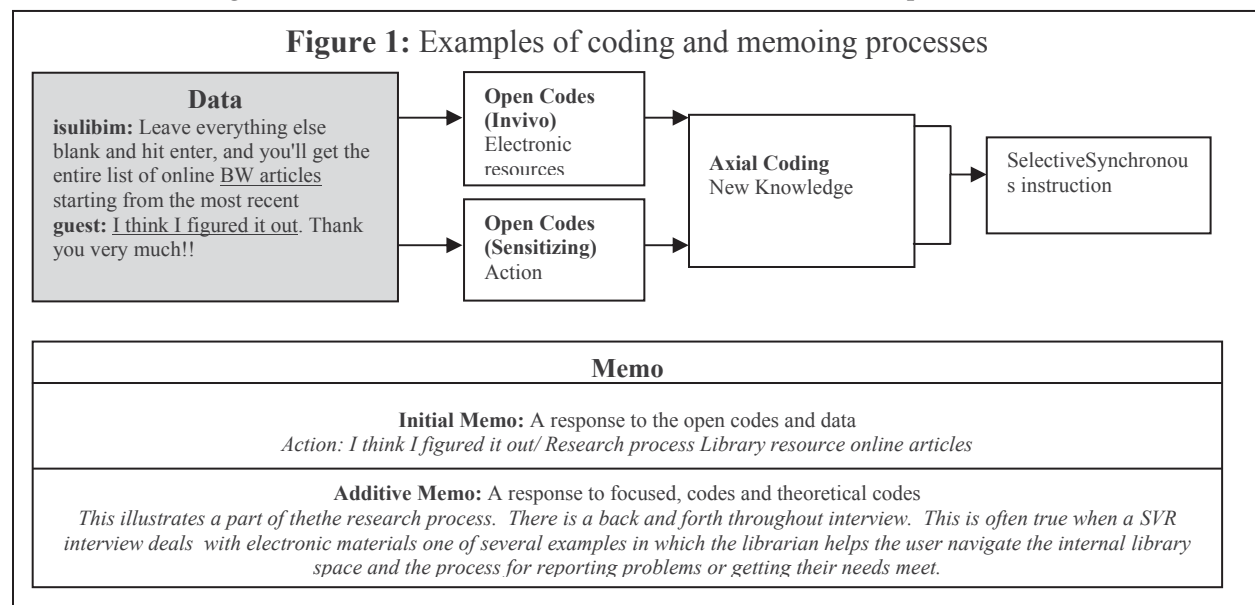 Figure 1: Examples of coding and memoing processes
Data
isulibim: Leave everything else
blank and hit enter, and you'll get the
entire list of online BW articles
starting from the most recent
guest: I think I figured it out. Thank
you very much!!
Open Codes
(Invivo)
Electronic
resources
Open Codes
(Sensitizing)
Action
Axial Coding
New Knowledge
SelectiveSynchronou
s instruction
Memo
Initial Memo: A response to the open codes and data
Action: I think I figured it out/ Research process Library resource online articles
Additive Memo: A response to focused, codes and theoretical codes
This illustrates a part of thethe research process. There is a back and forth throughout interview. This is often true when a SVR
interview deals with electronic materials one of several examples in which the librarian helps the user navigate the internal library
space and the process for reporting problems or getting their needs meet.